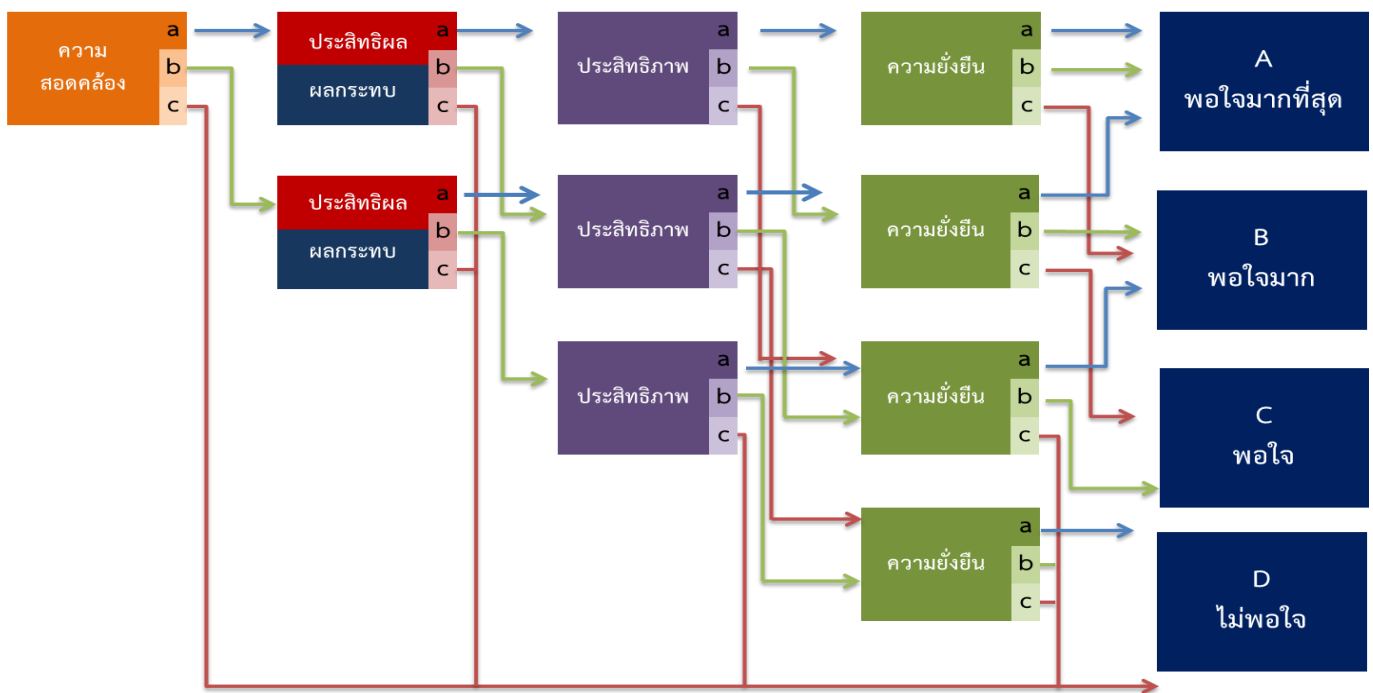 ความ
สอดคล้อง
a
b
c
ประสิทธิผล
ผลกระทบ
a
b
c
ประสิทธิภาพ
a
b
c
ความยั่งยืน
a
b
c
A
พอใจมากที่สุด
ประสิทธิผล
ผลกระทบ
a
b
c
ประสิทธิภาพ
a
b
c
ความยั่งยืน
a
b
c
B
พอใจมาก
ประสิทธิภาพ
a
b
c
ความยั่งยืน
a
b
c
C
พอใจ
ความยั่งยืน
a
b
c
D
ไม่พอใจ